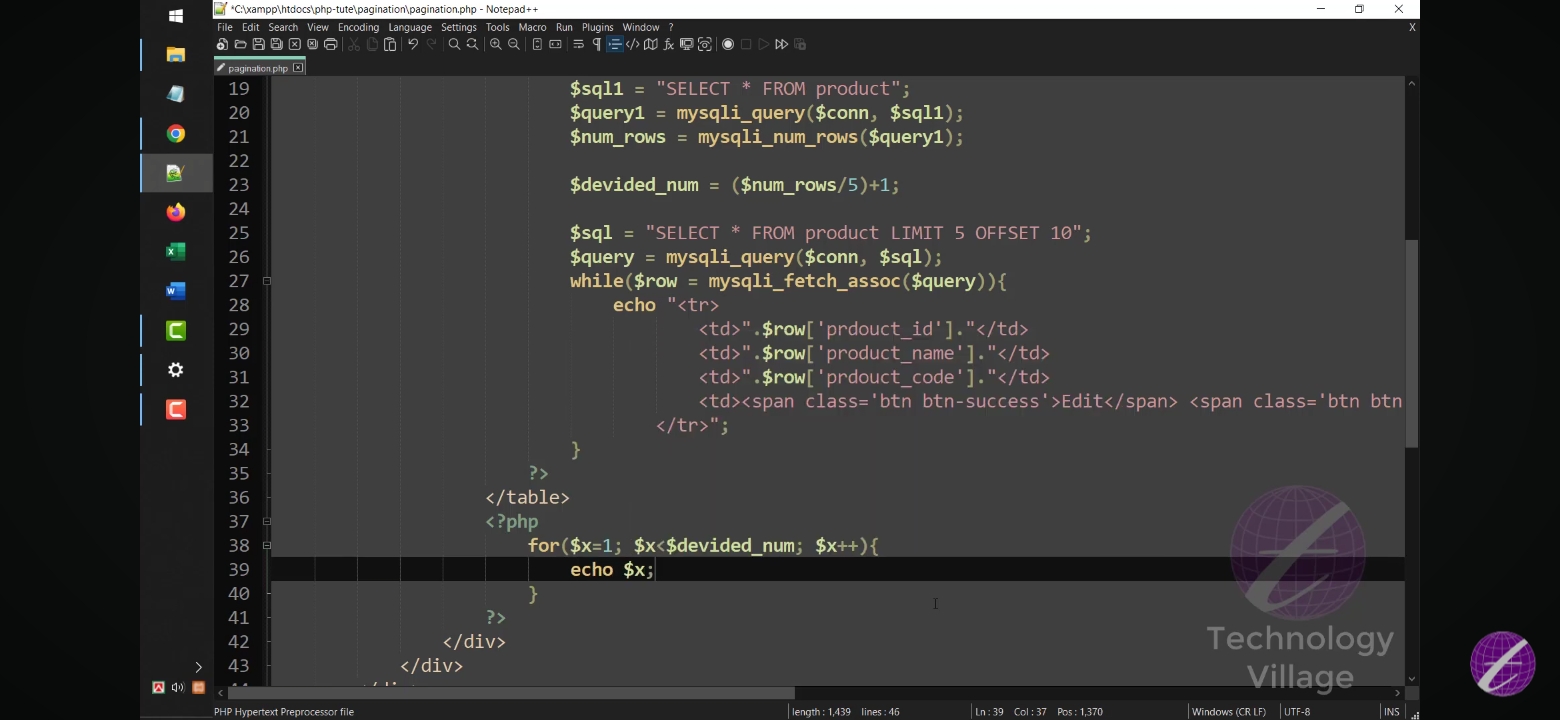 *C:\xampp\htdocs\php-tute\pagination\pagination.php - Notepad++
File Edit Search View Encoding Language Settings Tools Macro Run Plugins Window ? X
pagination.php
19 $sql1 = "SELECT * FROM product";
20 $query1 = mysqli_query($conn, $sql1);
21 $num_rows = mysqli_num_rows($query1);
22
23 $devided_num = ($num_rows/5)+1;
24
25 $sql = "SELECT * FROM product LIMIT 5 OFFSET 10";
26 $query = mysqli_query($conn, $sql);
27 while($row = mysqli_fetch_assoc($query)){
28 echo "<tr>
29 <td>".$row['prdouct_id']."</td>
30 <td>".$row['product_name']."</td>
31 <td>".$row['prdouct_code']."</td>
32 <td><span class='btn btn-success'>Edit</span> <span class='btn btn
33 </tr>";
34 }
35 ?>
36 </table>
37 <?php
38 for($x=1; $x<$devided_num; $x++){
39 echo $x;
40 }
41 ?>
42 </div>
43 </div>
Technology
Village
PHP Hypertext Preprocessor file length : 1,439 lines : 46 Ln : 39 Col : 37 Pos : 1,370 Windows (CR LF) UTF-8 INS